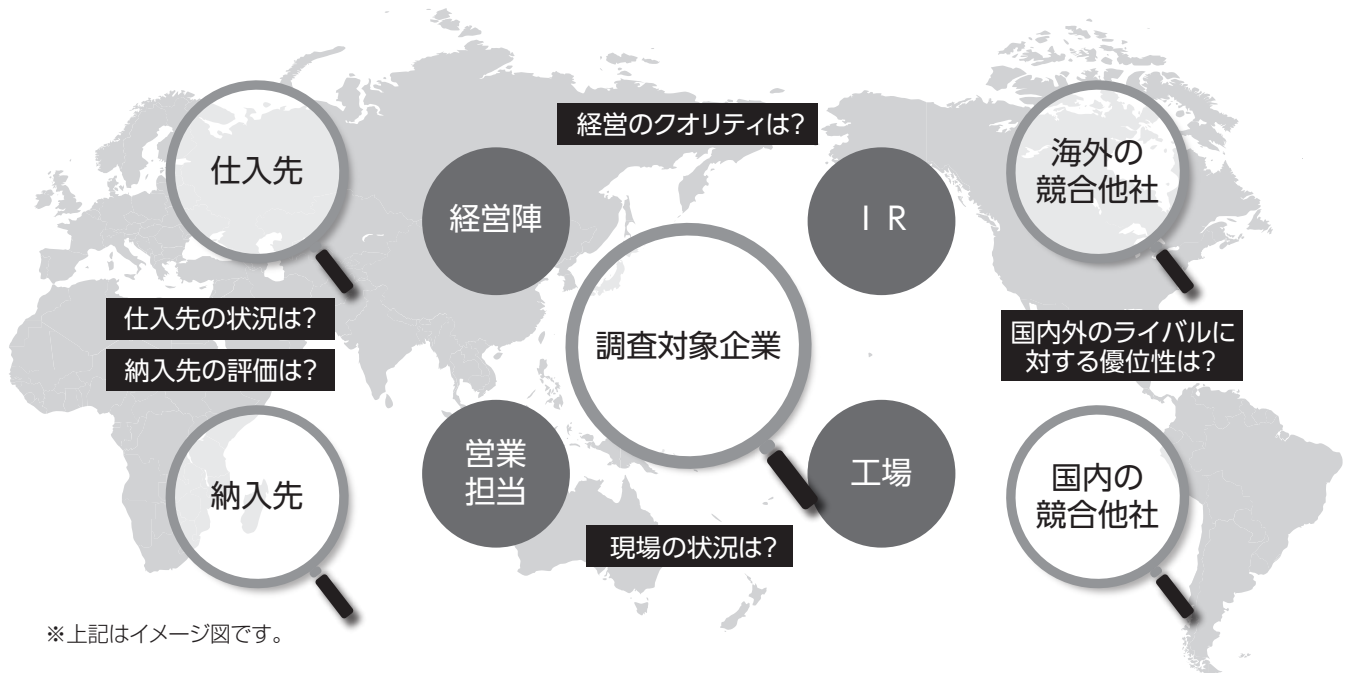 経営のクオリティは?
仕入先
経営陣
I R
海外の
競合他社
仕入先の状況は?
納入先の評価は?
調査対象企業
国内外のライバルに
対する優位性は?
納入先
営業
担当
工場
国内の
競合他社
現場の状況は?
※上記はイメージ図です。